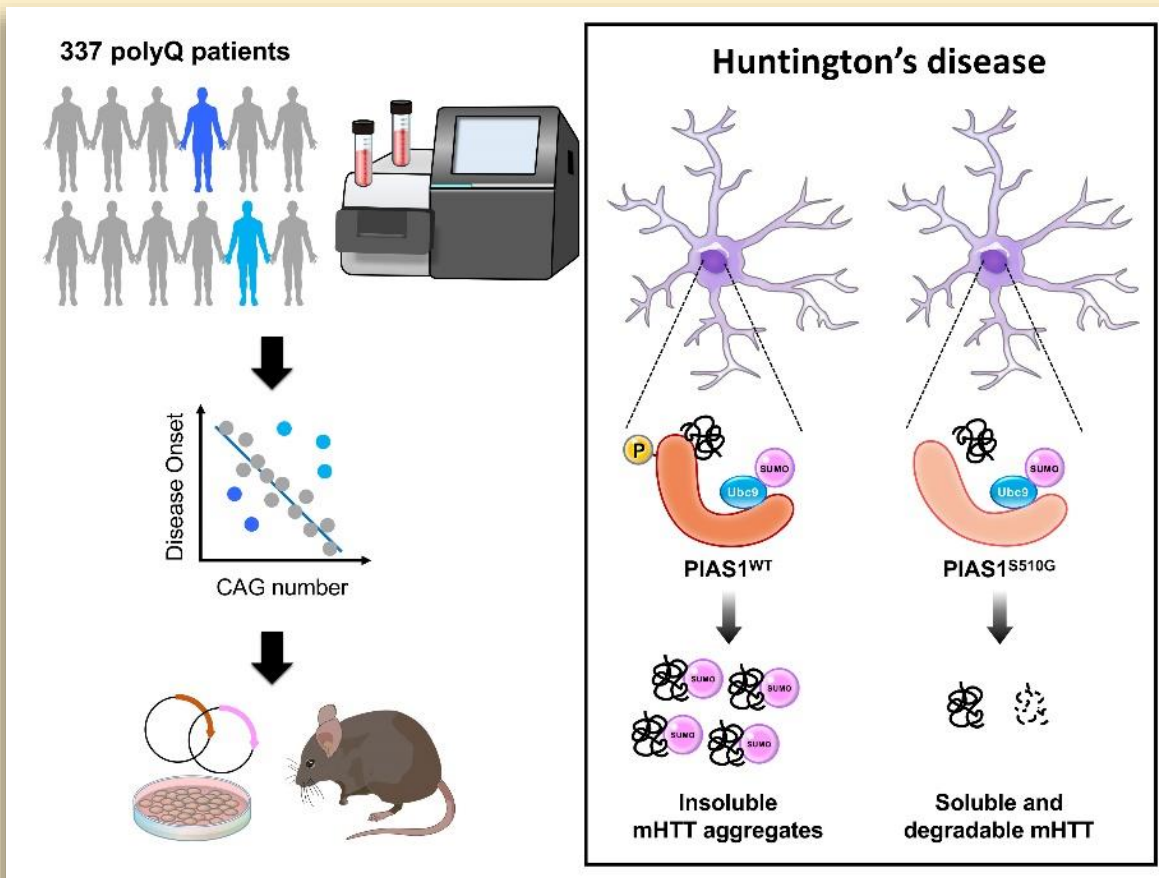 337 polyQ patients
Disease Onset
CAG number
Huntington's disease
P
SUMO
Ubc9
PIAS1WT
SUMO
Ubc9
PIAS1S510G
SUMO
SUMO
SUMO
SUMO
Insoluble
mHTT aggregates
Soluble and
degradable mHTT